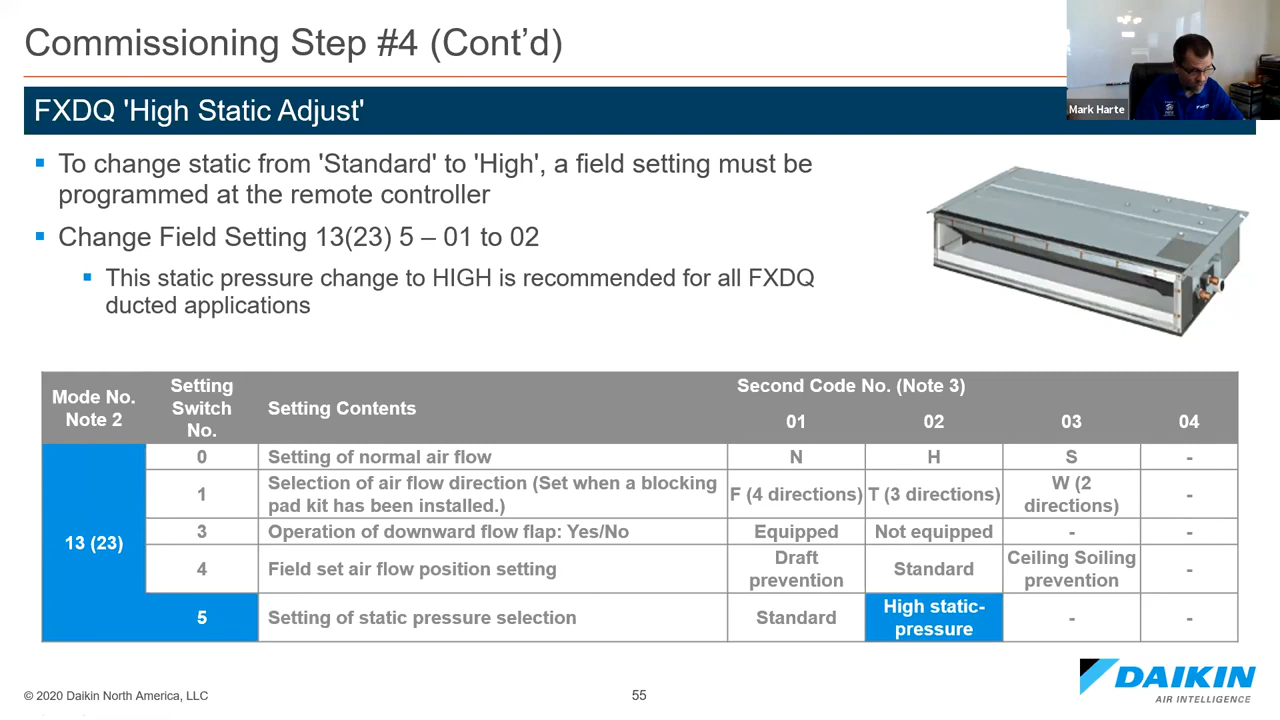 Commissioning Step #4 (Cont’d)
Mark Harte
FXDQ 'High Static Adjust'
▪ To change static from 'Standard' to 'High', a field setting must be
programmed at the remote controller
▪ Change Field Setting 13(23) 5 – 01 to 02
▪ This static pressure change to HIGH is recommended for all FXDQ
ducted applications
Mode No.
Note 2
Setting
Switch
No.
Setting Contents
Second Code No. (Note 3)
01 02 03 04
13 (23)
0 Setting of normal air flow N H S -
1 Selection of air flow direction (Set when a blocking
pad kit has been installed.) F (4 directions) T (3 directions) W (2
directions) -
3 Operation of downward flow flap: Yes/No Equipped Not equipped - -
4 Field set air flow position setting Draft
prevention Standard Ceiling Soiling
prevention -
5 Setting of static pressure selection Standard High static-
pressure - -
© 2020 Daikin North America, LLC
55
DAIKIN
AIR INTELLIGENCE